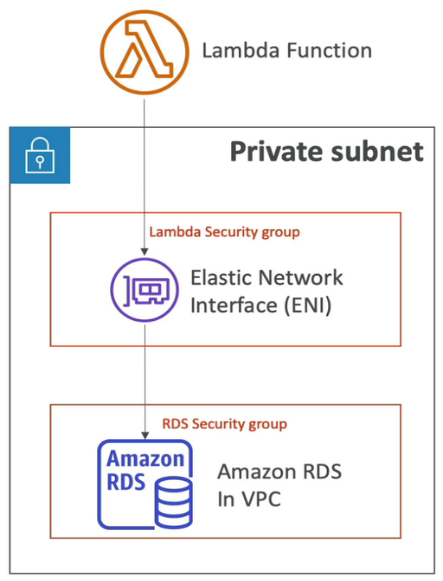 Lambda Function
Private subnet
Lambda Security group
Elastic Network
Interface (ENI)
RDS Security group
Amazon
RDS
Amazon RDS
In VPC